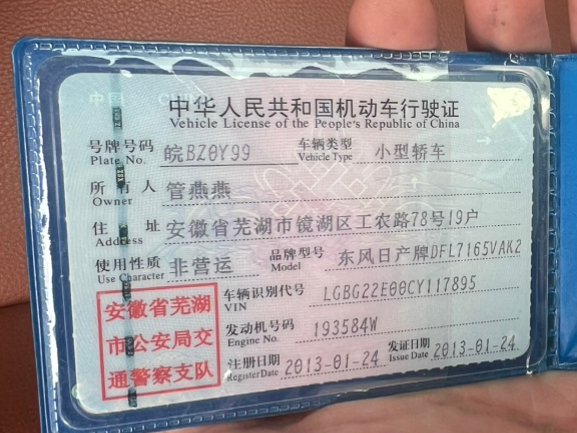 中国 CHINA
中华人民共和国机动车行驶证
Vehicle License of the People's Republic of China
号牌号码 皖BZ0Y99 车辆类型 小型轿车
Plate No. Vehicle Type
所有人 管燕燕
Owner
住址 安徽省芜湖市镜湖区工农路78号19户
Address
使用性质 非营运 品牌型号 东风日产牌DFL7165VAK2
Use Character Model
车辆识别代号 LGBG22E00CY117895
VIN
发动机号码 193584W
Engine No.
注册日期 2013-01-24 发证日期 2013-01-24
Register Date Issue Date
安徽省芜湖
市公安局交
通警察支队